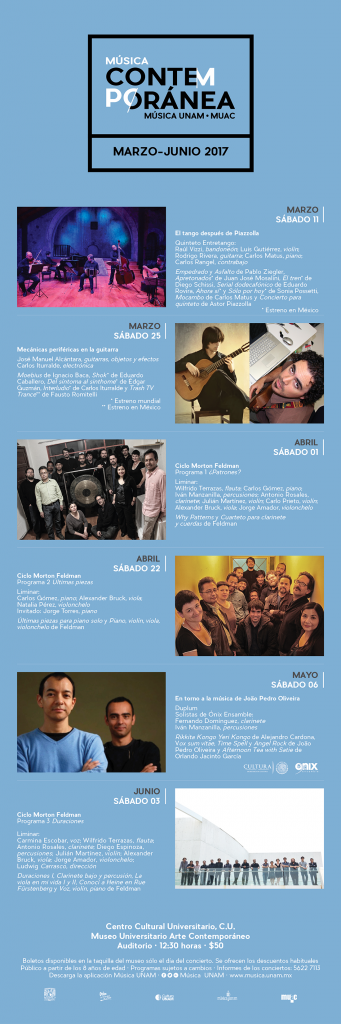 MÚSICA
CONTEM
PORÁNEA
MÚSICA UNAM • MUAC
MARZO-JUNIO 2017
MARZO
SÁBADO 11
El tango después de Piazzolla
Quinteto Entretango:
Raúl Vizzi, bandoneón; Luis Gutiérrez, violín;
Rodrigo Rivera, guitarra; Carlos Matus, piano;
Carlos Rangel, contrabajo
Empedrado y Asfalto de Pablo Ziegler,
Apretonados* de Juan José Mosalini, El tren* de
Diego Schissi, Serial dodecafónico de Eduardo
Rovira, Ahora sí* y Sólo por hoy* de Sonia Possetti,
Mocambo de Carlos Matus y Concierto para
quinteto de Astor Piazzolla
* Estreno en México
MARZO
SÁBADO 25
Mecánicas periféricas en la guitarra
José Manuel Alcántara, guitarras, objetos y efectos
Carlos Iturralde, electrónica
Moebius de Ignacio Baca, Shok* de Eduardo
Caballero, Del síntoma al sinthome* de Edgar
Guzmán, Interludio* de Carlos Iturralde y Trash TV
Trance** de Fausto Romitelli
* Estreno mundial
** Estreno en México
ABRIL
SÁBADO 01
Ciclo Morton Feldman
Programa 1 ¿Patrones?
Liminar:
Wilfrido Terrazas, flauta; Carlos Gómez, piano;
Iván Manzanilla, percusiones; Antonio Rosales,
clarinete; Julián Martínez, violín; Carlo Prieto, violín;
Alexander Bruck, viola; Jorge Amador, violonchelo
Why Patterns y Cuarteto para clarinete
y cuerdas de Feldman
ABRIL
SÁBADO 22
Ciclo Morton Feldman
Programa 2 Últimas piezas
Liminar:
Carlos Gómez, piano; Alexander Bruck, viola;
Natalia Pérez, violonchelo
Invitado: Jorge Torres, piano
Últimas piezas para piano solo y Piano, violín, viola,
violonchelo de Feldman
MAYO
SÁBADO 06
En torno a la música de João Pedro Oliveira
Duplum
Solistas de Ónix Ensamble:
Fernando Domínguez, clarinete
Iván Manzanilla, percusiones
Rikkite Kongo Yeri Kongo de Alejandro Cardona,
Vox sum vitae, Time Spell y Angel Rock de João
Pedro Oliveira y Afternoon Tea with Satie de
Orlando Jacinto García
CULTURA
ONIX
JUNIO
SÁBADO 03
Ciclo Morton Feldman
Programa 3 Duraciones
Liminar:
Carmina Escobar, voz; Wilfrido Terrazas, flauta;
Antonio Rosales, clarinete; Diego Espinoza,
percusiones; Julián Martínez, violín; Alexander
Bruck, viola; Jorge Amador, violonchelo;
Ludwig Carrasco, dirección
Duraciones I, Clarinete bajo y percusión, La
viola en mi vida I y II, Conocí a Heine en Rue
Fürstenberg y Voz, violín, piano de Feldman
Centro Cultural Universitario, C.U.
Museo Universitario Arte Contemporáneo
Auditorio · 12:30 horas · $50
Boletos disponibles en la taquilla del museo sólo el día del concierto. Se ofrecen los descuentos habituales
Público a partir de los 8 años de edad · Programas sujetos a cambios · Informes de los conciertos: 5622 7113
Descarga la aplicación Música UNAM · Música UNAM · www.musica.unam.mx